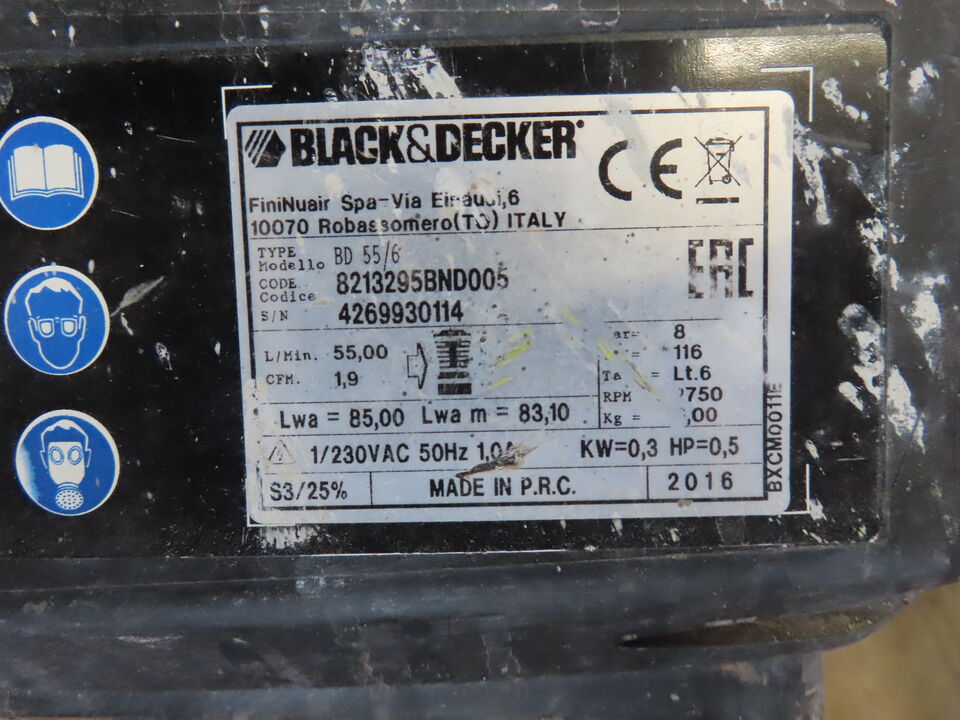 BLACK&DECKER
CE
FiniNuair Spa-Via Einaudi,6
10070 Robassomero(TO) ITALY
TYPE
Modello BD 55/6
CODE
Codice 8213295BND005
S/N 4269930114
EAC
L/Min. 55,00
CFM. 1,9
= 8
= 116
= Lt.6
RPM
Kg =
Lwa = 85,00 Lwa m = 83,10
1/230VAC 50Hz 1,0A KW=0,3 HP=0,5
S3/25% MADE IN P.R.C. 2016
BXCM0011E